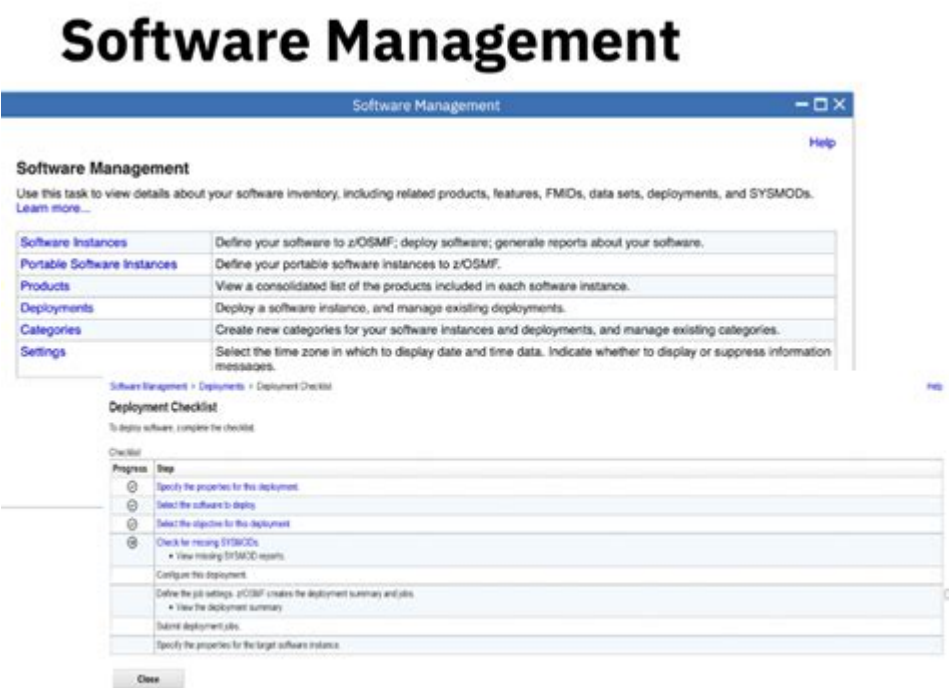 Software Management
Software Management
Help
Software Management
Use this task to view details about your software inventory, including related products, features, FMIDs, data sets, deployments, and SYSMODs.
Learn more...
Software Instances Define your software to z/OSMF; deploy software; generate reports about your software.
Portable Software Instances Define your portable software instances to z/OSMF.
Products View a consolidated list of the products included in each software instance.
Deployments Deploy a software instance, and manage existing deployments.
Categories Create new categories for your software instances and deployments, and manage existing categories.
Settings Select the time zone in which to display date and time data. Indicate whether to display or suppress information
messages.
Software Management > Deployments > Deployment Checklist
Help
Deployment Checklist
To deploy software, complete the checklist.
Checklist
Progress Step
Specify the properties for this deployment.
Select the software to deploy.
Select the objective for this deployment.
Check for missing SYSMODs.
• View missing SYSMOD reports.
Configure this deployment.
Define the job settings. z/OSMF creates the deployment summary and jobs.
• View the deployment summary
Submit deployment jobs.
Specify the properties for the target software instance.
Close